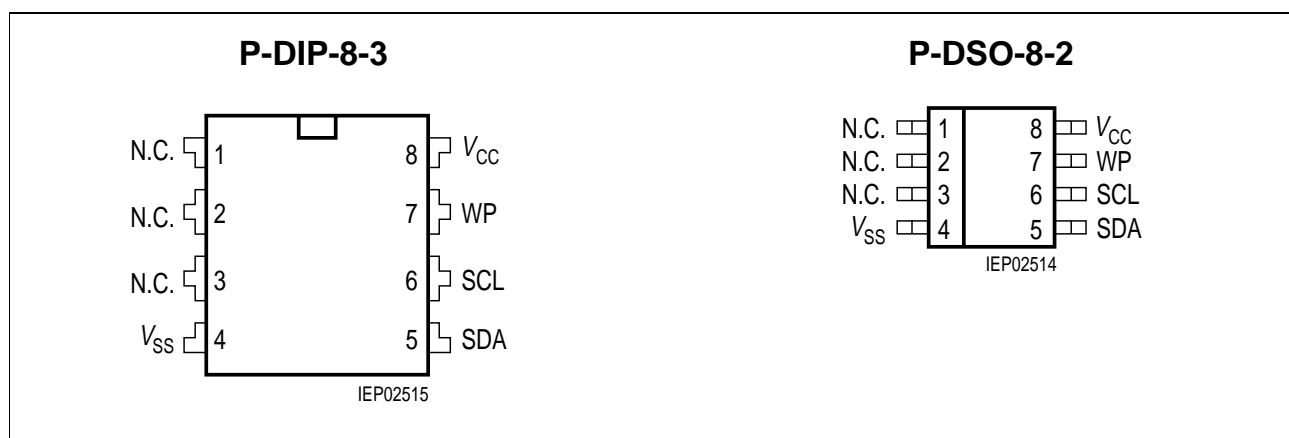 P-DIP-8-3
N.C. 1 8 VCC
N.C. 2 7 WP
N.C. 3 6 SCL
VSS 4 5 SDA
IEP02515
P-DSO-8-2
N.C. 1 8 VCC
N.C. 2 7 WP
N.C. 3 6 SCL
VSS 4 5 SDA
IEP02514